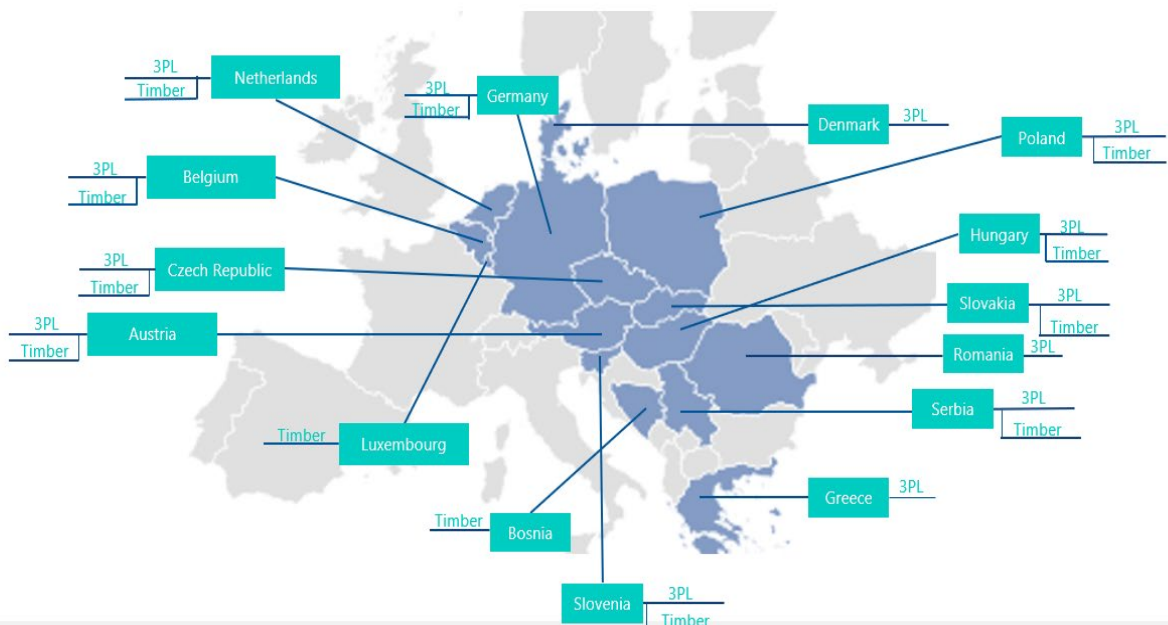 3PL
Timber
Netherlands
3PL
Timber
Germany
Denmark
3PL
Poland
3PL
Timber
3PL
Timber
Belgium
Hungary
3PL
Timber
3PL
Timber
Czech Republic
Slovakia
3PL
Timber
3PL
Timber
Austria
Romania
3PL
Serbia
3PL
Timber
Timber
Luxembourg
Greece
3PL
Timber
Bosnia
Slovenia
3PL
Timber